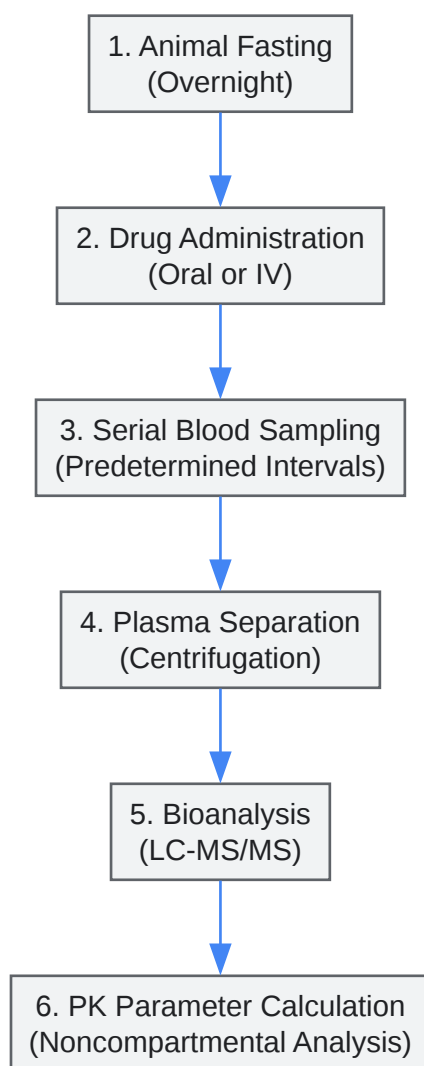 1. Animal Fasting
(Overnight)
2. Drug Administration
(Oral or IV)
3. Serial Blood Sampling
(Predetermined Intervals)
4. Plasma Separation
(Centrifugation)
5. Bioanalysis
(LC-MS/MS)
6. PK Parameter Calculation
(Noncompartmental Analysis)